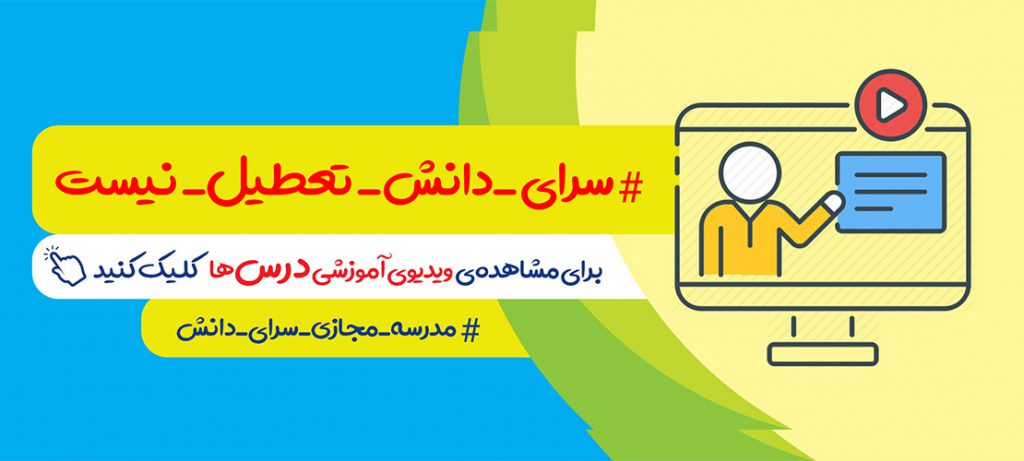 #سرای_دانش_تعطیل_نیست
برای مشاهده‌ی ویدیوی آموزشی درس‌ها کلیک کنید
#مدرسه_مجازی_سرای_دانش